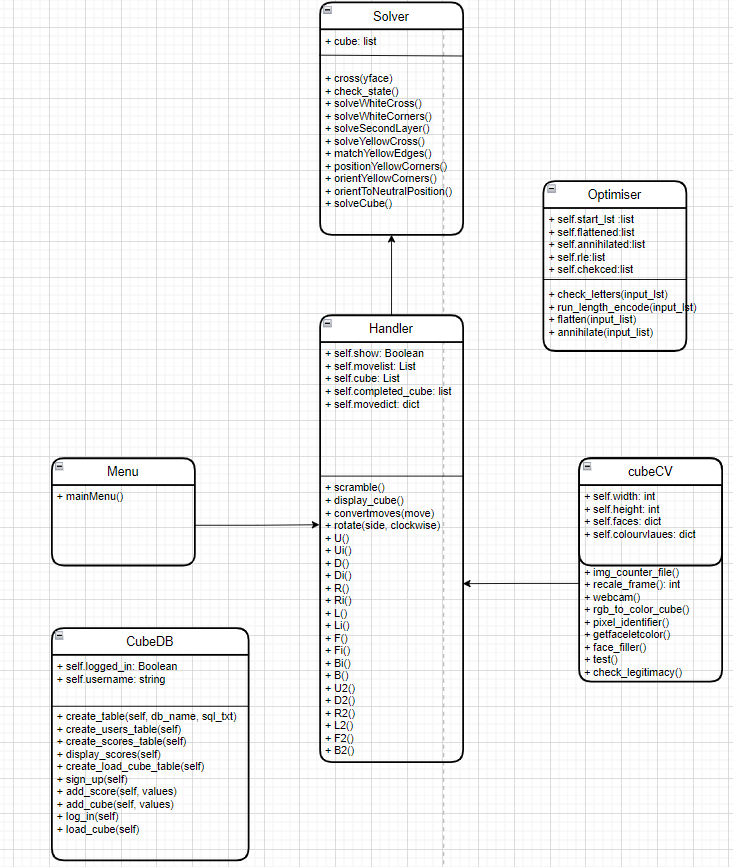 Solver
+ cube: list
+ cross(yface)
+ check_state()
+ solveWhiteCross()
+ solveWhiteCorners()
+ solveSecondLayer()
+ solveYellowCross()
+ matchYellowEdges()
+ positionYellowCorners()
+ orientYellowCorners()
+ orientToNeutralPosition()
+ solveCube()
Optimiser
+ self.start_lst :list
+ self.flattened:list
+ self.annihilated:list
+ self.rle:list
+ self.chekced:list
+ check_letters(input_lst)
+ run_length_encode(input_lst)
+ flatten(input_list)
+ annihilate(input_list)
Handler
+ self.show: Boolean
+ self.movelist: List
+ self.cube: List
+ self.completed_cube: list
+ self.movedict: dict
+ scramble()
+ display_cube()
+ convertmoves(move)
+ rotate(side, clockwise)
+ U()
+ Ui()
+ D()
+ Di()
+ R()
+ Ri()
+ L()
+ Li()
+ F()
+ Fi()
+ Bi()
+ B()
+ U2()
+ D2()
+ R2()
+ L2()
+ F2()
+ B2()
Menu
+ mainMenu()
cubeCV
+ self.width: int
+ self.height: int
+ self.faces: dict
+ self.colourvlaues: dict
+ img_counter_file()
+ recale_frame(): int
+ webcam()
+ rgb_to_color_cube()
+ pixel_identifier()
+ getfaceletcolor()
+ face_filler()
+ test()
+ check_legitimacy()
CubeDB
+ self.logged_in: Boolean
+ self.username: string
+ create_table(self, db_name, sql_txt)
+ create_users_table(self)
+ create_scores_table(self)
+ display_scores(self)
+ create_load_cube_table(self)
+ sign_up(self)
+ add_score(self, values)
+ add_cube(self, values)
+ log_in(self)
+ load_cube(self)